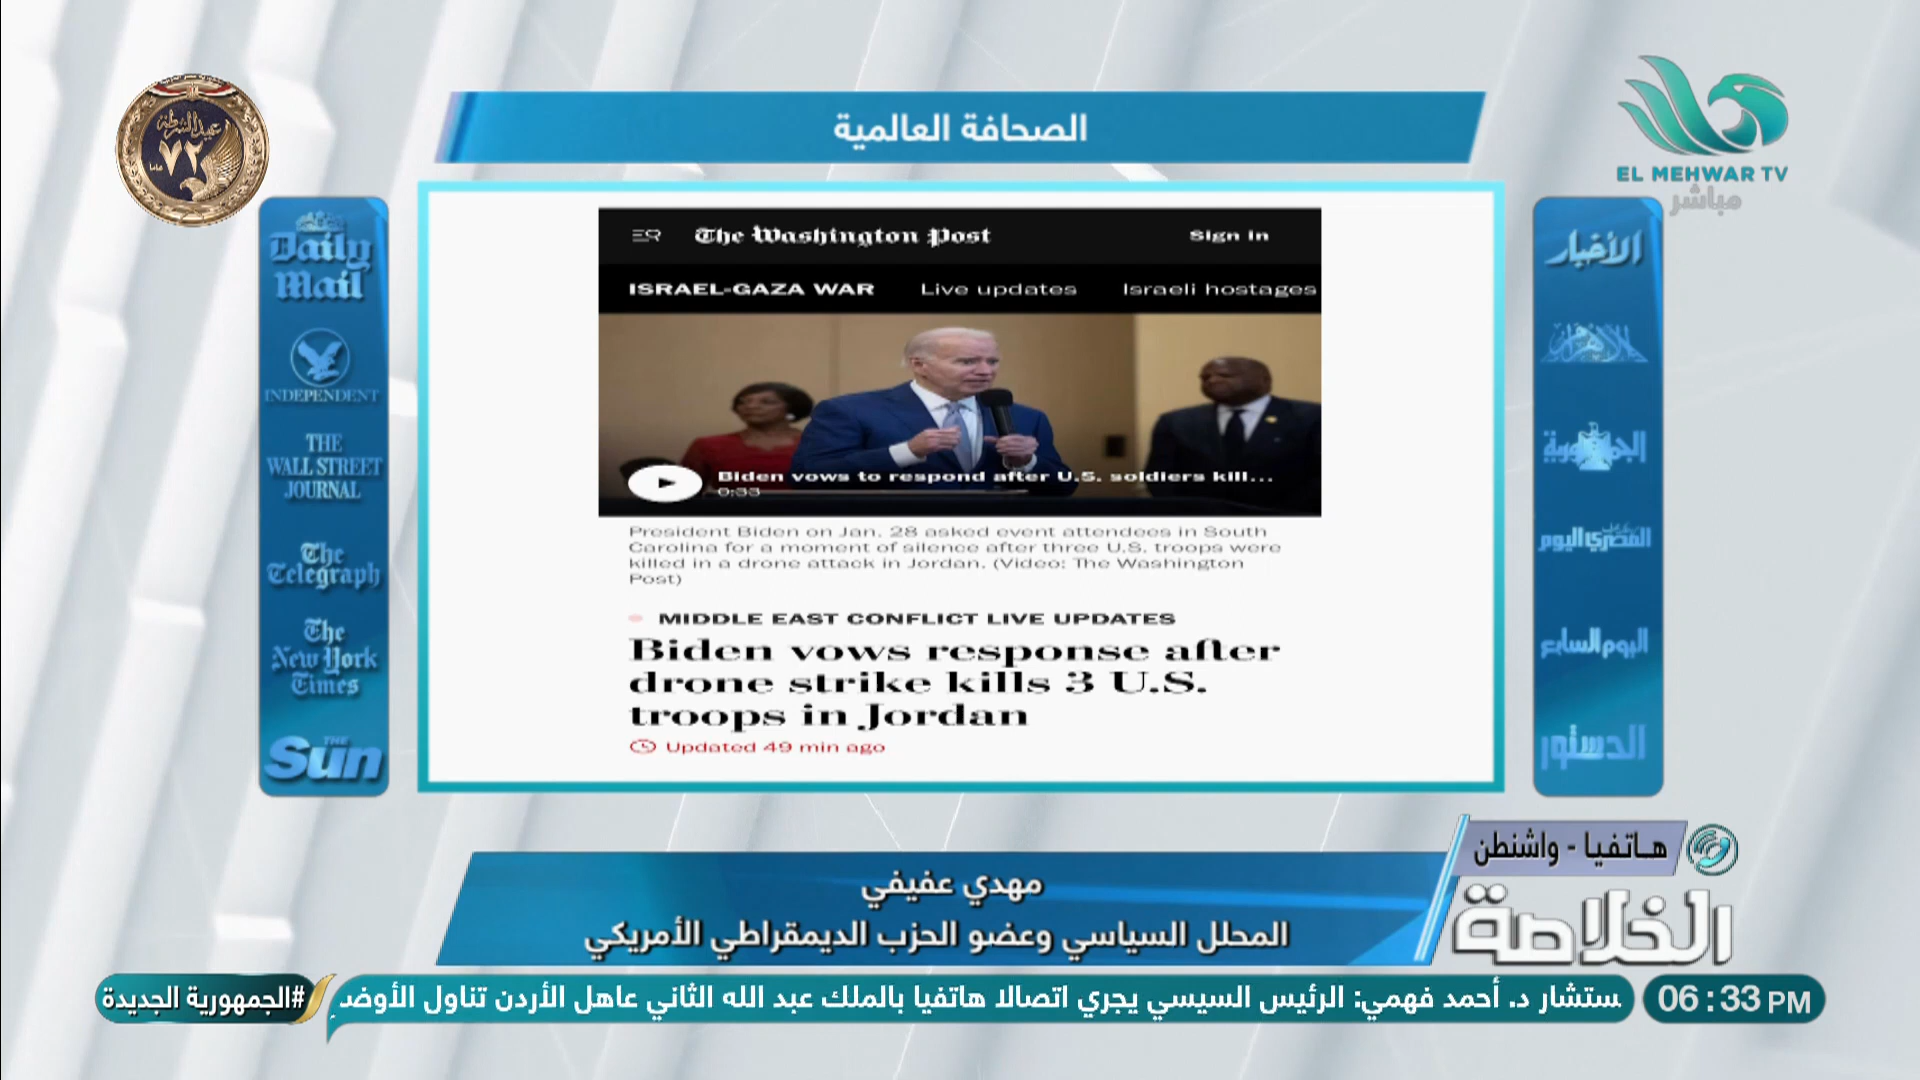 عيد الشرطة
٧٢
عاما
الصحافة العالمية
EL MEHWAR TV
مباشر
Daily
Mail
INDEPENDENT
THE
WALL STREET
JOURNAL
The
Telegraph
The
New York
Times
THE
Sun
The Washington Post
Sign in
ISRAEL-GAZA WAR Live updates Israeli hostages
Biden vows to respond after U.S. soldiers kill...
0:33
President Biden on Jan. 28 asked event attendees in South
Carolina for a moment of silence after three U.S. troops were
killed in a drone attack in Jordan. (Video: The Washington
Post)
MIDDLE EAST CONFLICT LIVE UPDATES
Biden vows response after
drone strike kills 3 U.S.
troops in Jordan
Updated 49 min ago
الأخبار
الأهرام
الجمهورية
المصري اليوم
اليوم السابع
الدستور
هاتفيا - واشنطن
الخلاصة
مهدي عفيفي
المحلل السياسي وعضو الحزب الديمقراطي الأمريكي
06:33 PM
ستشار د. أحمد فهمي: الرئيس السيسي يجري اتصالا هاتفيا بالملك عبد الله الثاني عاهل الأردن تناول الأوض
#الجمهورية الجديدة